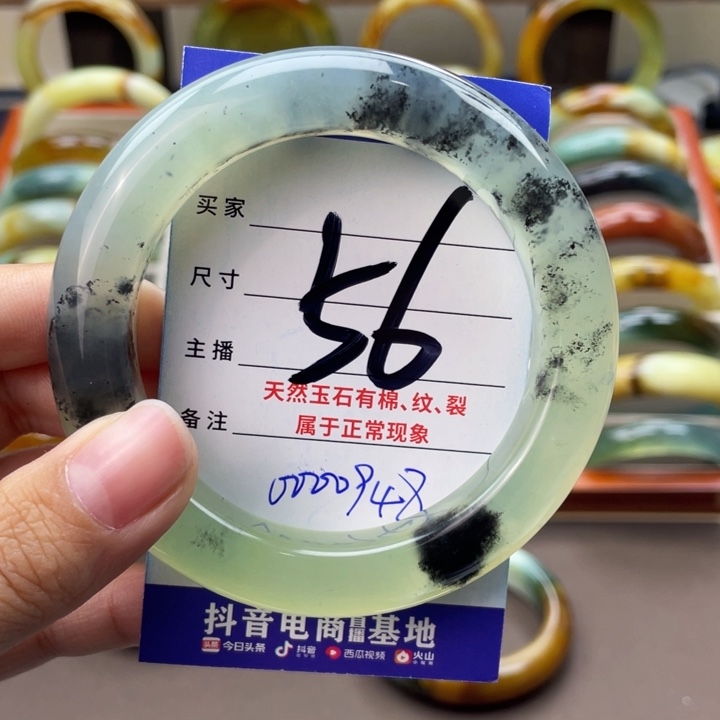 买家
尺寸
56
主播
天然玉石有棉、纹、裂
属于正常现象
备注
0000948
抖音电商直播基地
今日头条 抖音 西瓜视频 火山